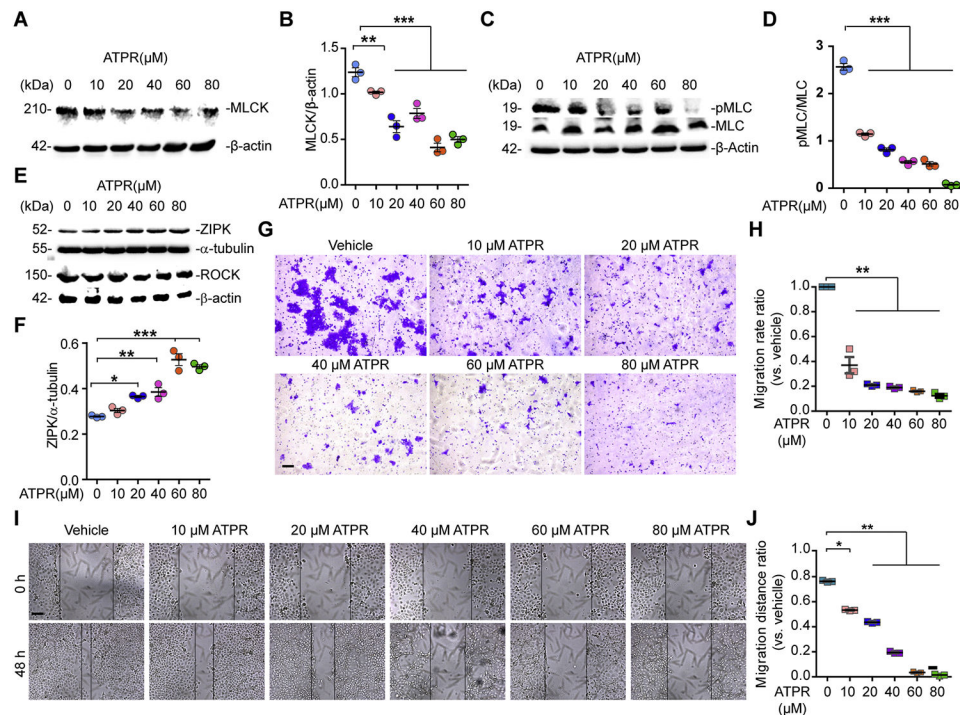 A
ATPR(µM)
(kDa) 0 10 20 40 60 80
210- -MLCK
42- -β-actin
B
*** 
**
MLCK/β-actin
1.5
1.0
0.5
0.0
0 10 20 40 60 80
ATPR(µM)
C
ATPR(µM)
(kDa) 0 10 20 40 60 80
19- -pMLC
19- -MLC
42- -β-Actin
D
***
pMLC/MLC
3
2
1
0
0 10 20 40 60 80
ATPR(µM)
E
ATPR(µM)
(kDa) 0 10 20 40 60 80
52- -ZIPK
55- -α-tubulin
150- -ROCK
42- -β-actin
F
***
**
*
ZIPK/α-tubulin
0.6
0.4
0.2
0.0
0 10 20 40 60 80
ATPR(µM)
G
Vehicle 10 µM ATPR 20 µM ATPR
40 µM ATPR 60 µM ATPR 80 µM ATPR
H
**
Migration rate ratio
(vs. vehicle)
1.0
0.8
0.6
0.4
0.2
0.0
ATPR 0 10 20 40 60 80
(µM)
I
Vehicle 10 µM ATPR 20 µM ATPR 40 µM ATPR 60 µM ATPR 80 µM ATPR
0 h
48 h
J
**
*
Migration distance ratio
(vs. vehiclle)
1.0
0.8
0.6
0.4
0.2
0.0
ATPR 0 10 20 40 60 80
(µM)